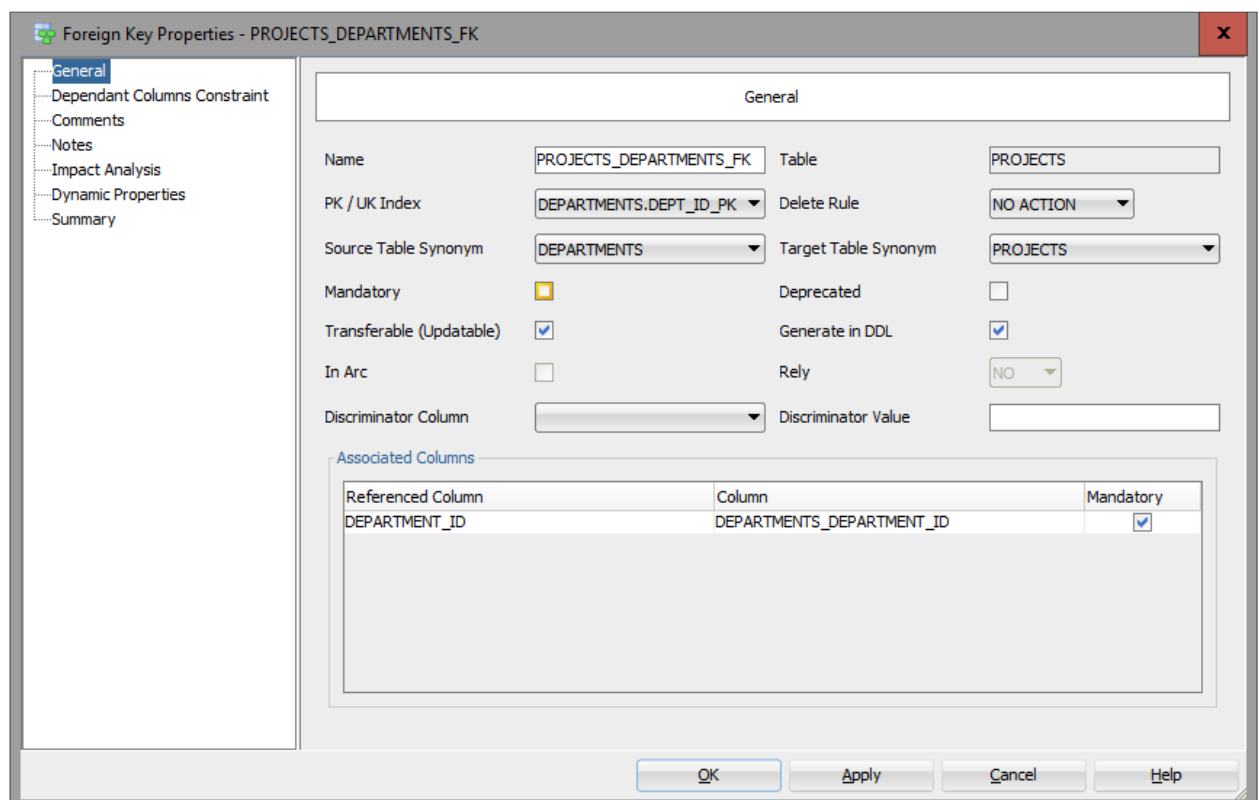 Foreign Key Properties - PROJECTS_DEPARTMENTS_FK
x
General
Dependant Columns Constraint
Comments
Notes
Impact Analysis
Dynamic Properties
Summary
General
Name PROJECTS_DEPARTMENTS_FK Table PROJECTS
PK / UK Index DEPARTMENTS.DEPT_ID_PK Delete Rule NO ACTION
Source Table Synonym DEPARTMENTS Target Table Synonym PROJECTS
Mandatory Deprecated
Transferable (Updatable) Generate in DDL
In Arc Rely NO
Discriminator Column Discriminator Value
Associated Columns
Referenced Column Column Mandatory
DEPARTMENT_ID DEPARTMENTS_DEPARTMENT_ID
OK Apply Cancel Help